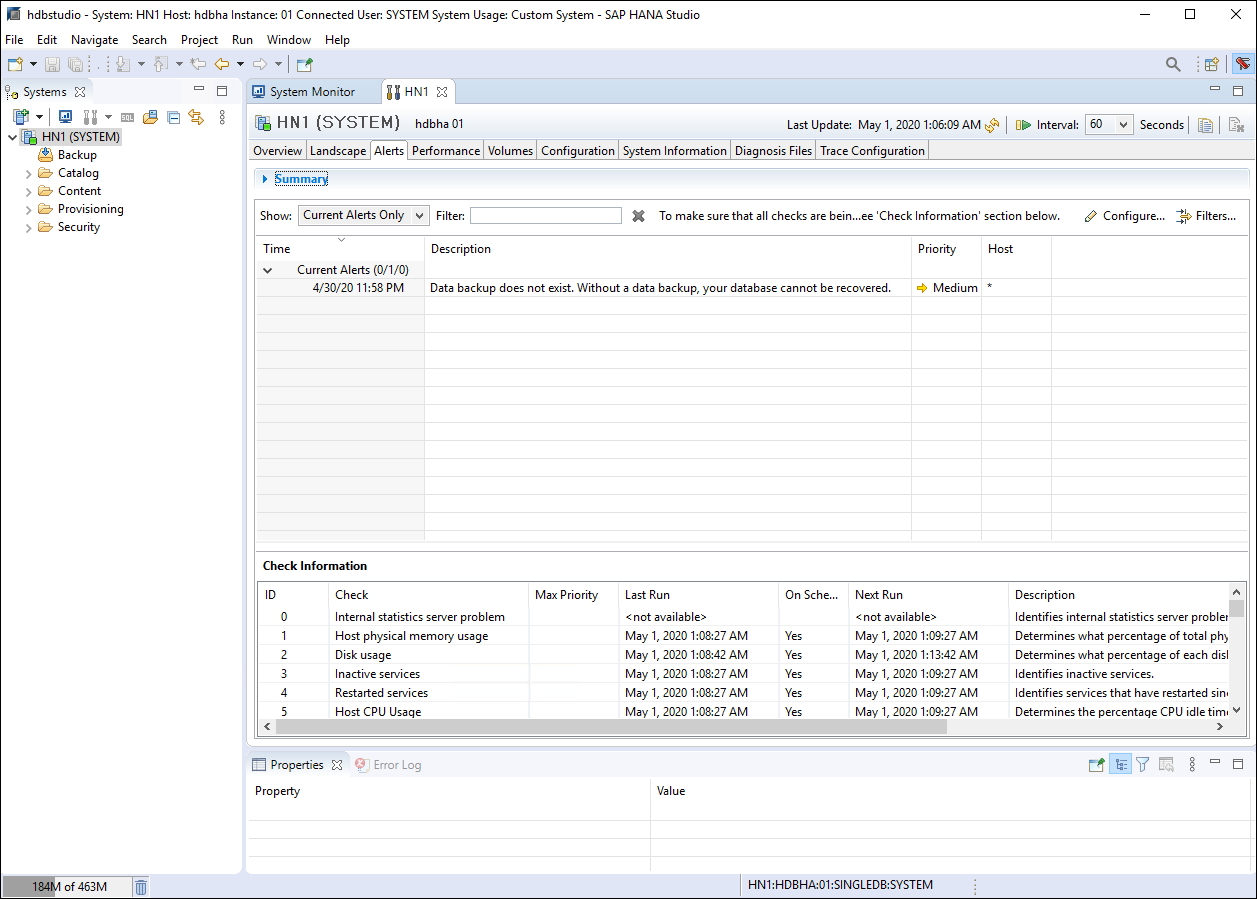 hdbstudio - System: HN1 Host: hdbha Instance: 01 Connected User: SYSTEM System Usage: Custom System - SAP HANA Studio
File Edit Navigate Search Project Run Window Help
Systems
SQL
HN1 (SYSTEM)
Backup
Catalog
Content
Provisioning
Security
System Monitor HN1
HN1 (SYSTEM) hdbha 01 Last Update: May 1, 2020 1:06:09 AM Interval: 60 Seconds
Overview Landscape Alerts Performance Volumes Configuration System Information Diagnosis Files Trace Configuration
Summary
Show: Current Alerts Only Filter: To make sure that all checks are bein...ee 'Check Information' section below. Configure... Filters...
Time Description Priority Host
Current Alerts (0/1/0)
4/30/20 11:58 PM Data backup does not exist. Without a data backup, your database cannot be recovered. Medium *
Check Information
ID Check Max Priority Last Run On Sche... Next Run Description
0 Internal statistics server problem <not available> <not available> Identifies internal statistics server probler
1 Host physical memory usage May 1, 2020 1:08:27 AM Yes May 1, 2020 1:09:27 AM Determines what percentage of total phy
2 Disk usage May 1, 2020 1:08:42 AM Yes May 1, 2020 1:13:42 AM Determines what percentage of each disl
3 Inactive services May 1, 2020 1:08:27 AM Yes May 1, 2020 1:09:27 AM Identifies inactive services.
4 Restarted services May 1, 2020 1:08:27 AM Yes May 1, 2020 1:09:27 AM Identifies services that have restarted sin
5 Host CPU Usage May 1, 2020 1:08:27 AM Yes May 1, 2020 1:09:27 AM Determines the percentage CPU idle tim
Properties Error Log
Property Value
184M of 463M HN1:HDBHA:01:SINGLEDB:SYSTEM